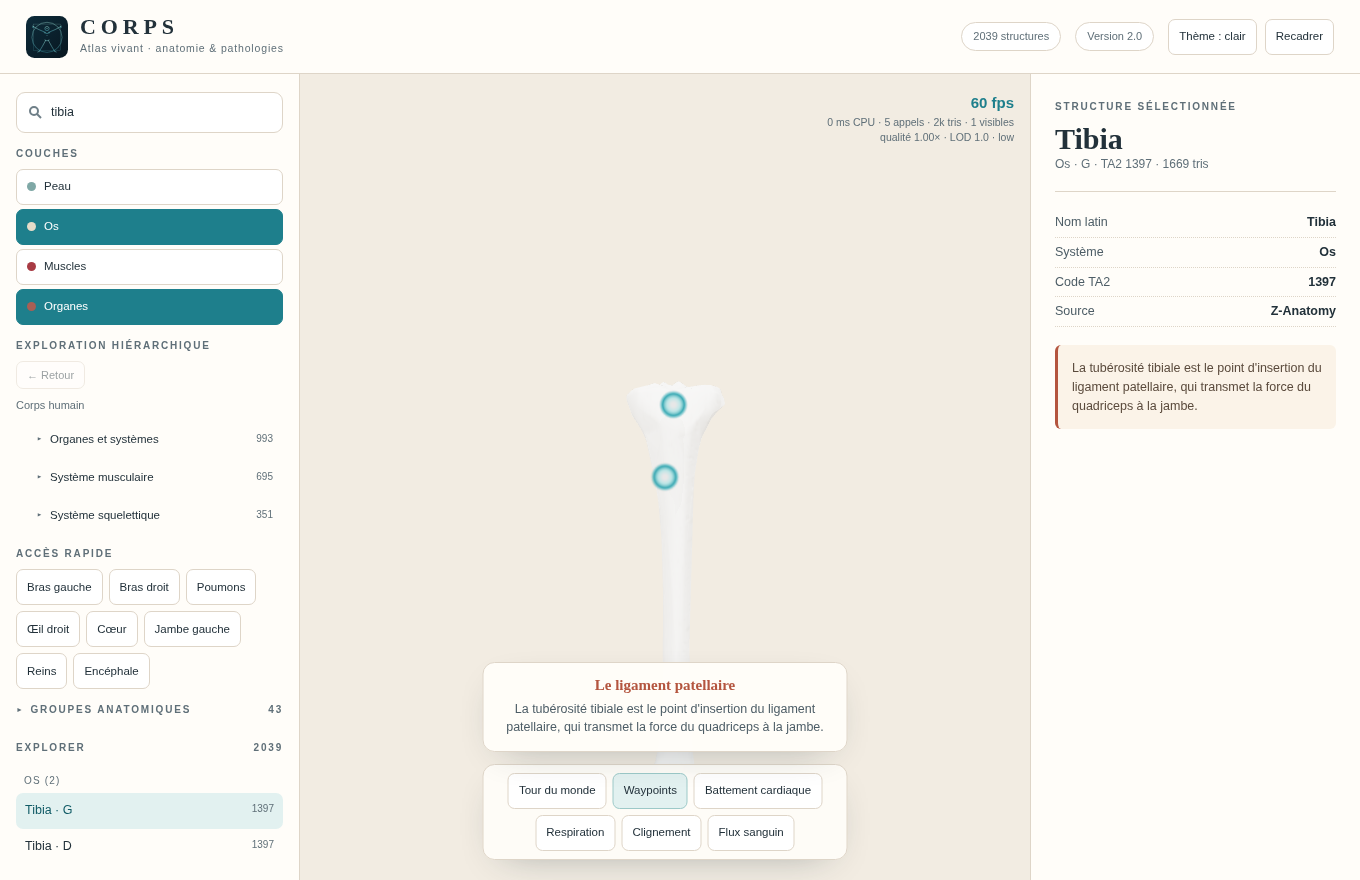 CORPS
Atlas vivant · anatomie & pathologies
2039 structures
Version 2.0
Thème : clair
Recadrer
tibia
COUCHES
Peau
Os
Muscles
Organes
EXPLORATION HIÉRARCHIQUE
← Retour
Corps humain
▸ Organes et systèmes 993
▸ Système musculaire 695
▸ Système squelettique 351
ACCÈS RAPIDE
Bras gauche
Bras droit
Poumons
Œil droit
Cœur
Jambe gauche
Reins
Encéphale
▸ GROUPES ANATOMIQUES 43
EXPLORER 2039
OS (2)
Tibia · G 1397
Tibia · D 1397
60 fps
0 ms CPU · 5 appels · 2k tris · 1 visibles
qualité 1.00× · LOD 1.0 · low
Le ligament patellaire
La tubérosité tibiale est le point d'insertion du ligament
patellaire, qui transmet la force du quadriceps à la jambe.
Tour du monde
Waypoints
Battement cardiaque
Respiration
Clignement
Flux sanguin
STRUCTURE SÉLECTIONNÉE
Tibia
Os · G · TA2 1397 · 1669 tris
Nom latin Tibia
Système Os
Code TA2 1397
Source Z-Anatomy
La tubérosité tibiale est le point d'insertion du
ligament patellaire, qui transmet la force du
quadriceps à la jambe.